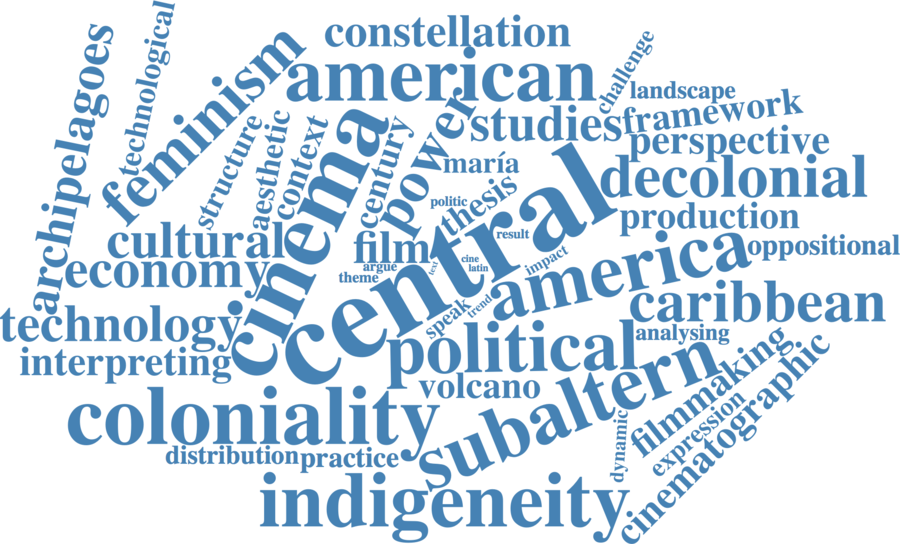 constellation
american
technological
archipelagoes
feminism
challenge
landscape
framework
studies
perspective
structure
aesthetic
context
cinema
century
power
maría
politic
thesis
decolonial
production
cultural
economy
film
argue
theme
text
cine
latin
result
impact
central
america
oppositional
technology
interpreting
speak
trend
caribbean
political
analysing
volcano
coloniality
subaltern
filmmaking
expression
cinematographic
dynamic
distribution
practice
indigeneity